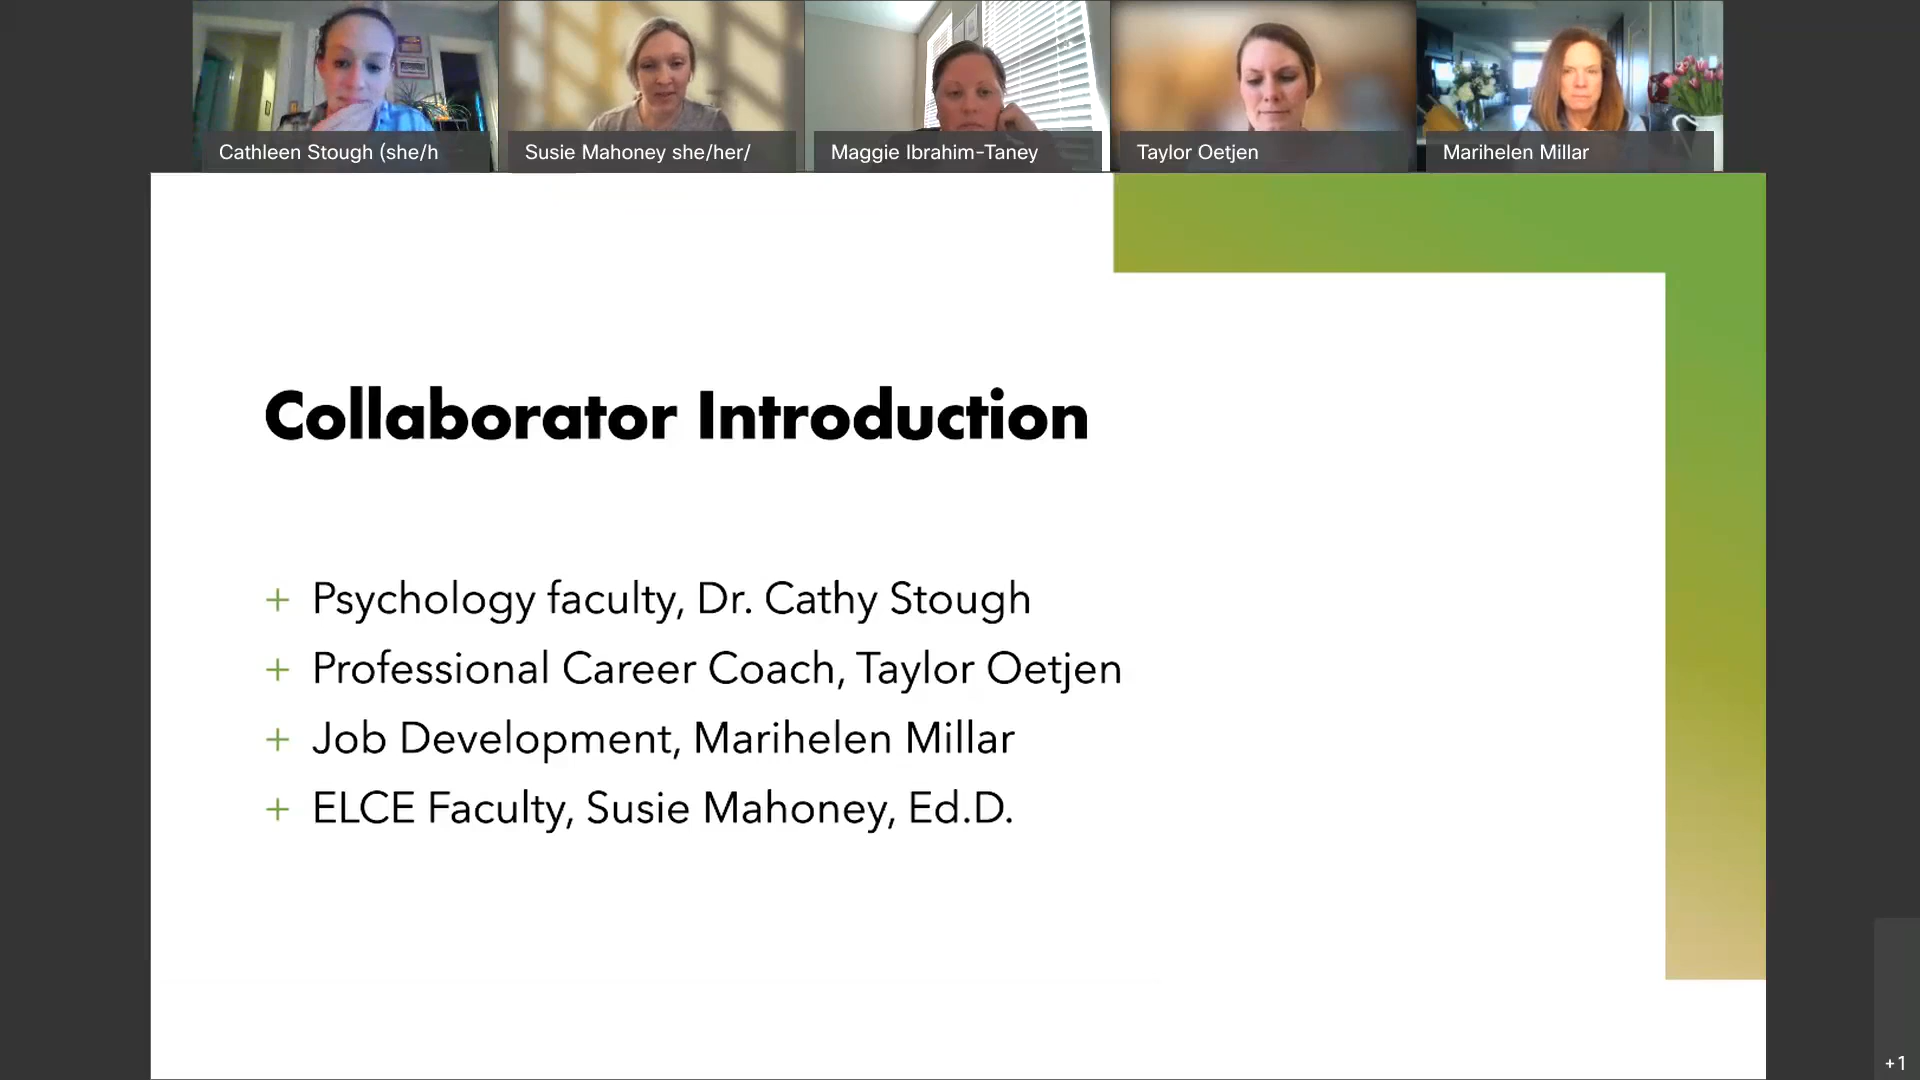 Cathleen Stough (she/h
Susie Mahoney she/her/
Maggie Ibrahim-Taney
Taylor Oetjen
Marihelen Millar
Collaborator Introduction
+ Psychology faculty, Dr. Cathy Stough
+ Professional Career Coach, Taylor Oetjen
+ Job Development, Marihelen Millar
+ ELCE Faculty, Susie Mahoney, Ed.D.
+1